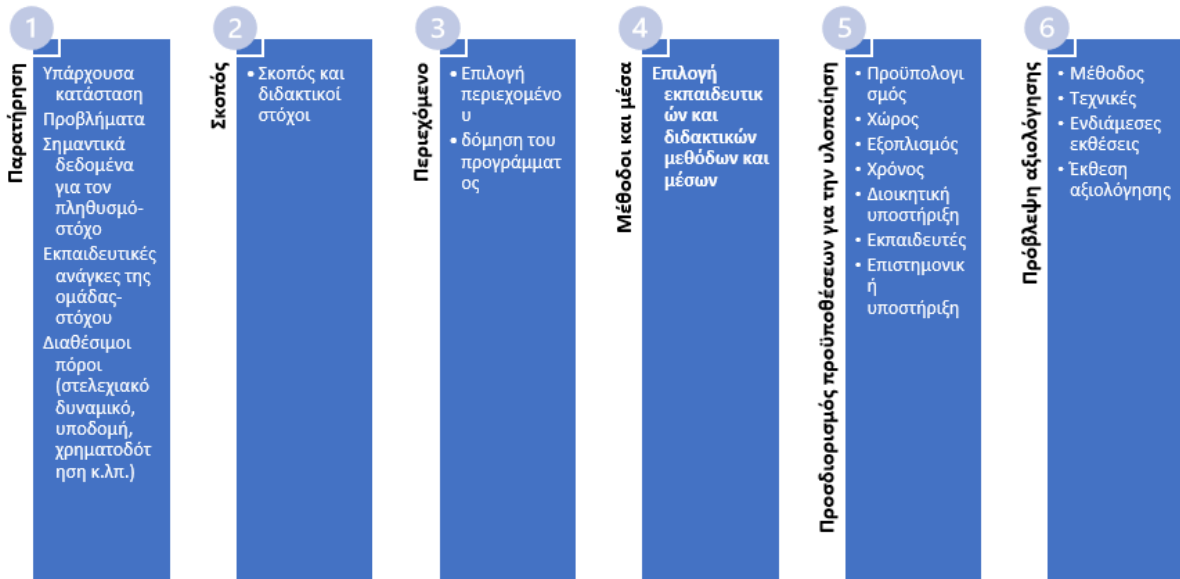 1
Παρατήρηση
Υπάρχουσα
κατάσταση
Προβλήματα
Σημαντικά
δεδομένα
για τον
πληθυσμό-
στόχο
Εκπαιδευτικές
ανάγκες της
ομάδας-
στόχου
Διαθέσιμοι
πόροι
(στελεχιακό
δυναμικό,
υποδομή,
χρηματοδότ
ηση κ.λπ.)
2
Σκοπός
• Σκοπός και
διδακτικοί
στόχοι
3
Περιεχόμενο
• Επιλογή
περιεχομένο
υ
• δόμηση του
προγράμματ
ος
4
Μέθοδοι και μέσα
Επιλογή
εκπαιδευτικ
ών και
διδακτικών
μεθόδων και
μέσων
5
Προσδιορισμός προϋποθέσεων για την υλοποίηση
• Προϋπολογι
σμός
• Χώρος
• Εξοπλισμός
• Χρόνος
• Διοικητική
υποστήριξη
• Εκπαιδευτές
• Επιστημονικ
ή
υποστήριξη
6
Πρόβλεψη αξιολόγησης
• Μέθοδος
• Τεχνικές
• Ενδιάμεσες
εκθέσεις
• Έκθεση
αξιολόγησης